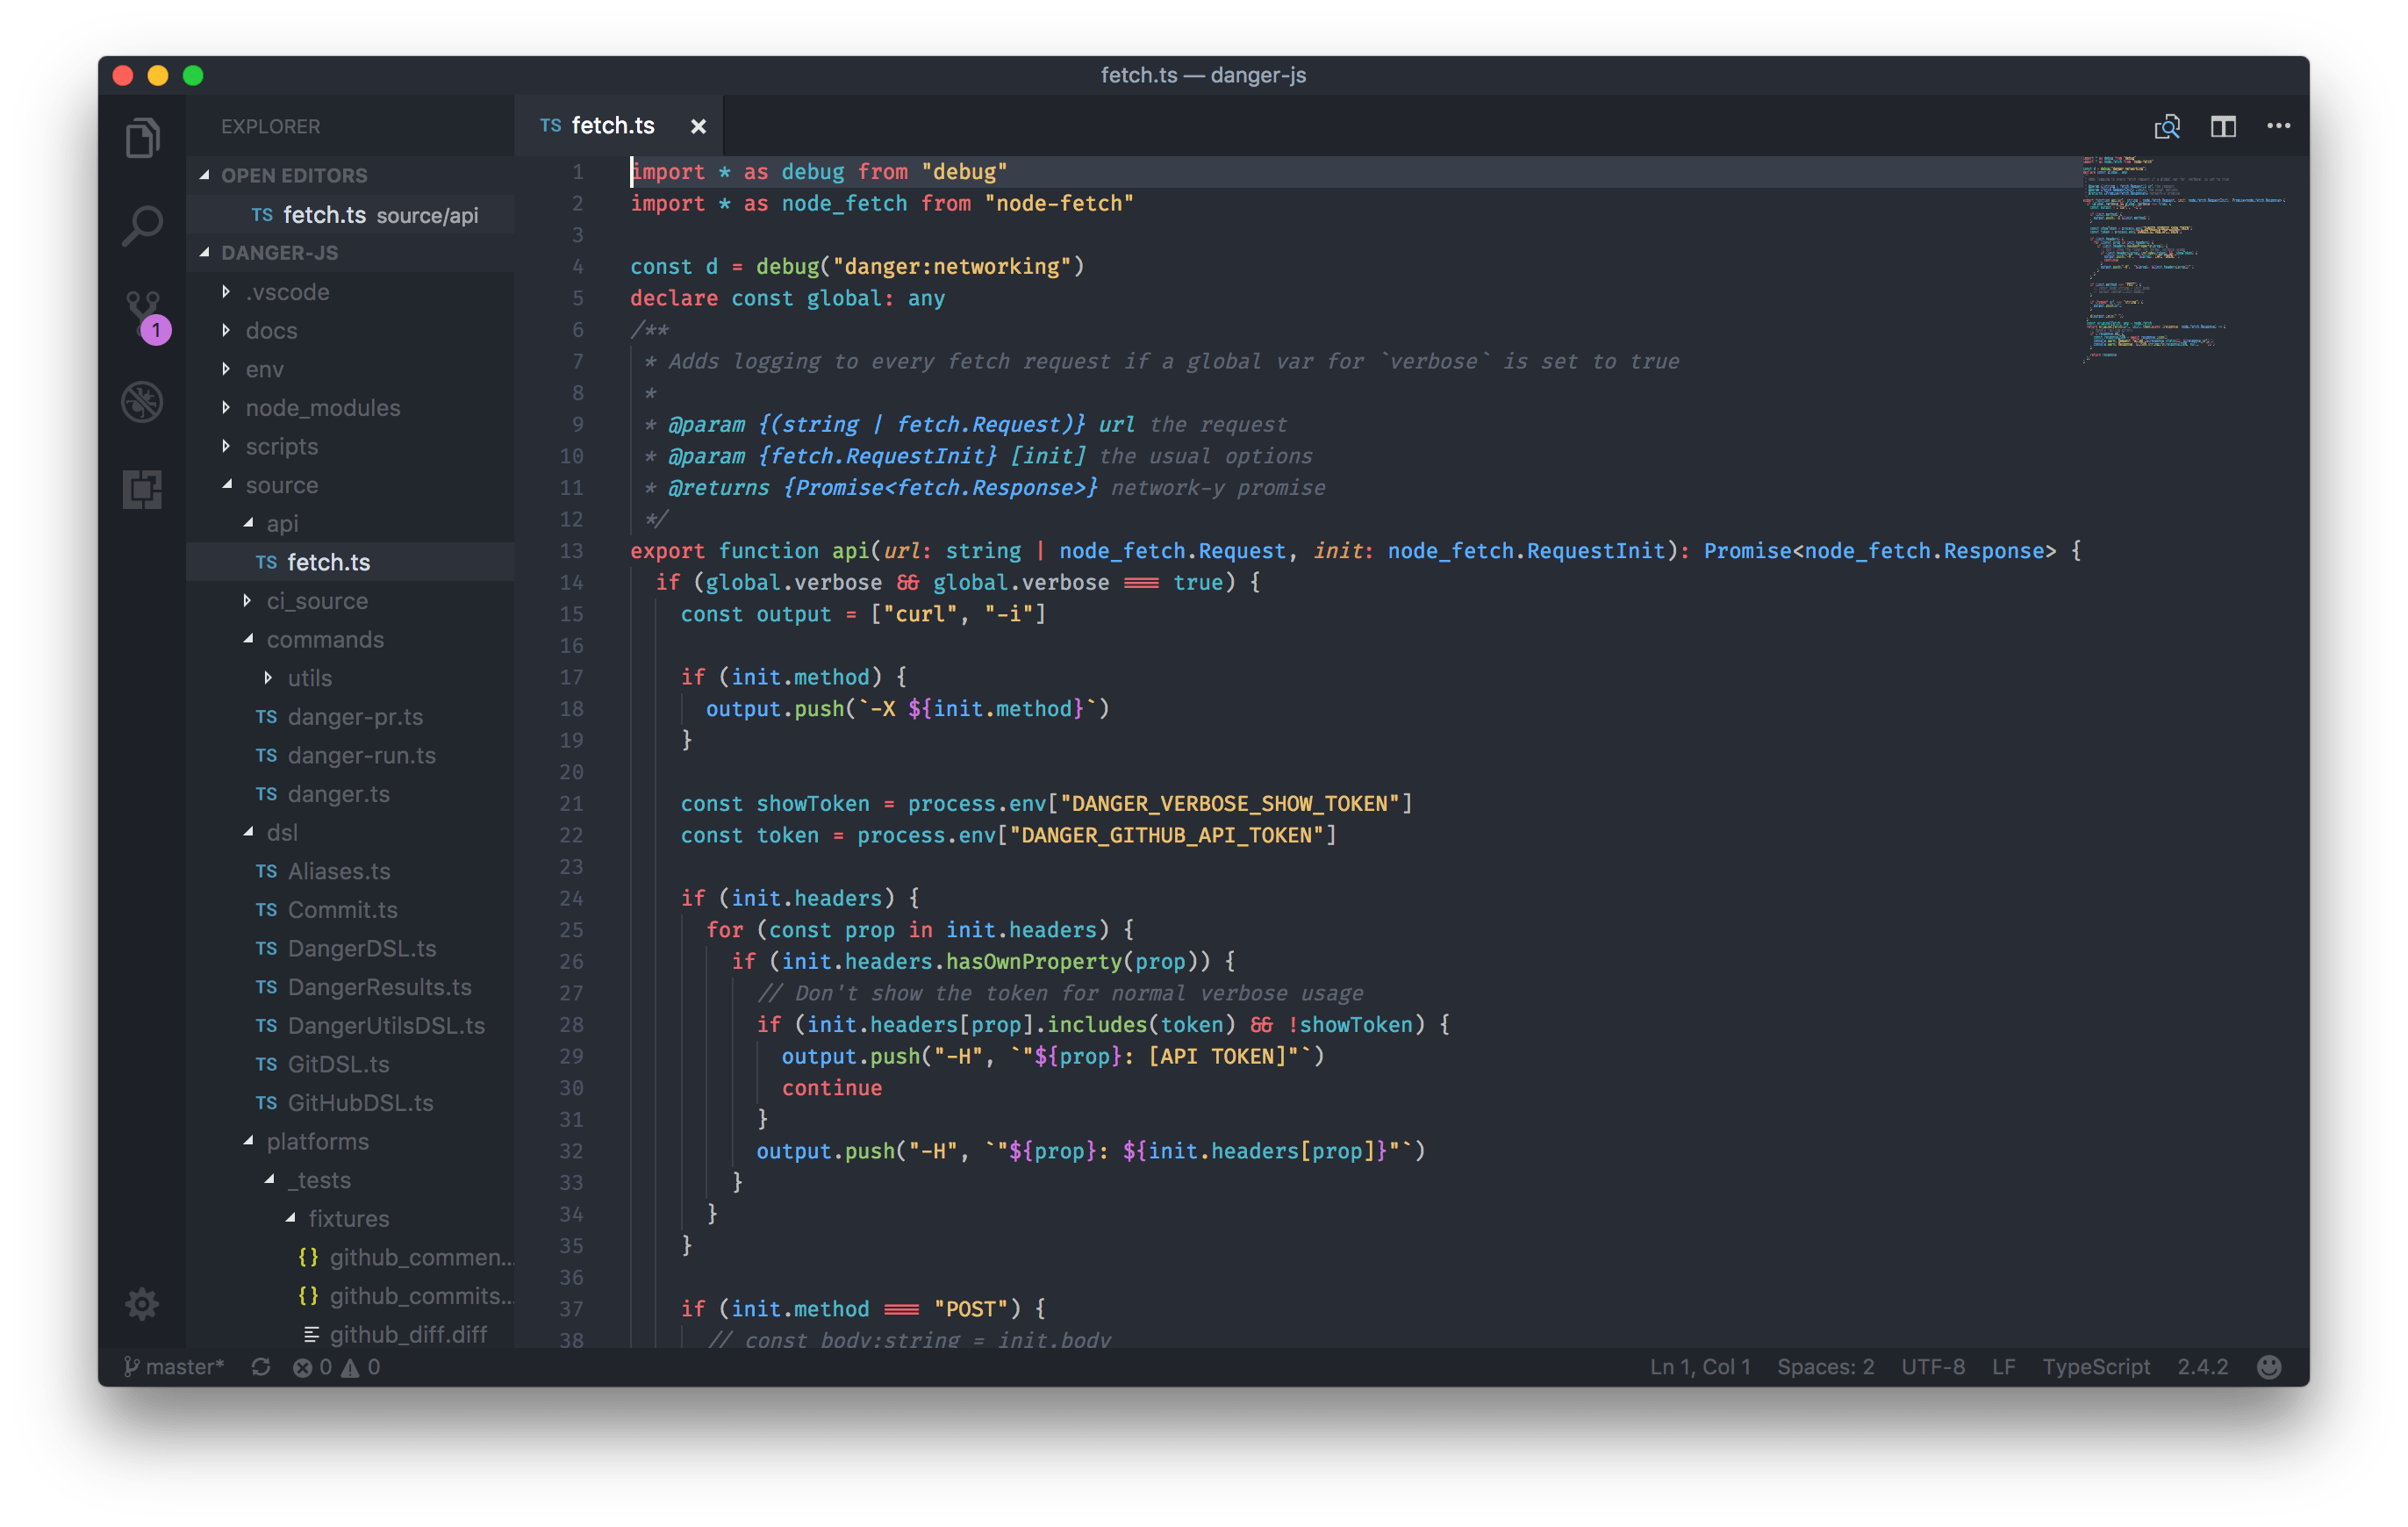 fetch.ts — danger-js
EXPLORER
OPEN EDITORS
TS fetch.ts source/api
DANGER-JS
.vscode
docs
env
node_modules
scripts
source
api
TS fetch.ts
ci_source
commands
utils
TS danger-pr.ts
TS danger-run.ts
TS danger.ts
dsl
TS Aliases.ts
TS Commit.ts
TS DangerDSL.ts
TS DangerResults.ts
TS DangerUtilsDSL.ts
TS GitDSL.ts
TS GitHubDSL.ts
platforms
_tests
fixtures
{} github_commen...
{} github_commits...
github_diff.diff
1
TS fetch.ts ×
1 import * as debug from "debug"
2 import * as node_fetch from "node-fetch"
3
4 const d = debug("danger:networking")
5 declare const global: any
6 /**
7 * Adds logging to every fetch request if a global var for `verbose` is set to true
8 *
9 * @param {(string | fetch.Request)} url the request
10 * @param {fetch.RequestInit} [init] the usual options
11 * @returns {Promise<fetch.Response>} network-y promise
12 */
13 export function api(url: string | node_fetch.Request, init: node_fetch.RequestInit): Promise<node_fetch.Response> {
14 if (global.verbose && global.verbose === true) {
15 const output = ["curl", "-i"]
16
17 if (init.method) {
18 output.push(`-X ${init.method}`)
19 }
20
21 const showToken = process.env["DANGER_VERBOSE_SHOW_TOKEN"]
22 const token = process.env["DANGER_GITHUB_API_TOKEN"]
23
24 if (init.headers) {
25 for (const prop in init.headers) {
26 if (init.headers.hasOwnProperty(prop)) {
27 // Don't show the token for normal verbose usage
28 if (init.headers[prop].includes(token) && !showToken) {
29 output.push("-H", `"${prop}: [API TOKEN]"`)
30 continue
31 }
32 output.push("-H", `"${prop}: ${init.headers[prop]}"`)
33 }
34 }
35 }
36
37 if (init.method === "POST") {
38 // const body:string = init.body
master* 0 0
Ln 1, Col 1 Spaces: 2 UTF-8 LF TypeScript 2.4.2